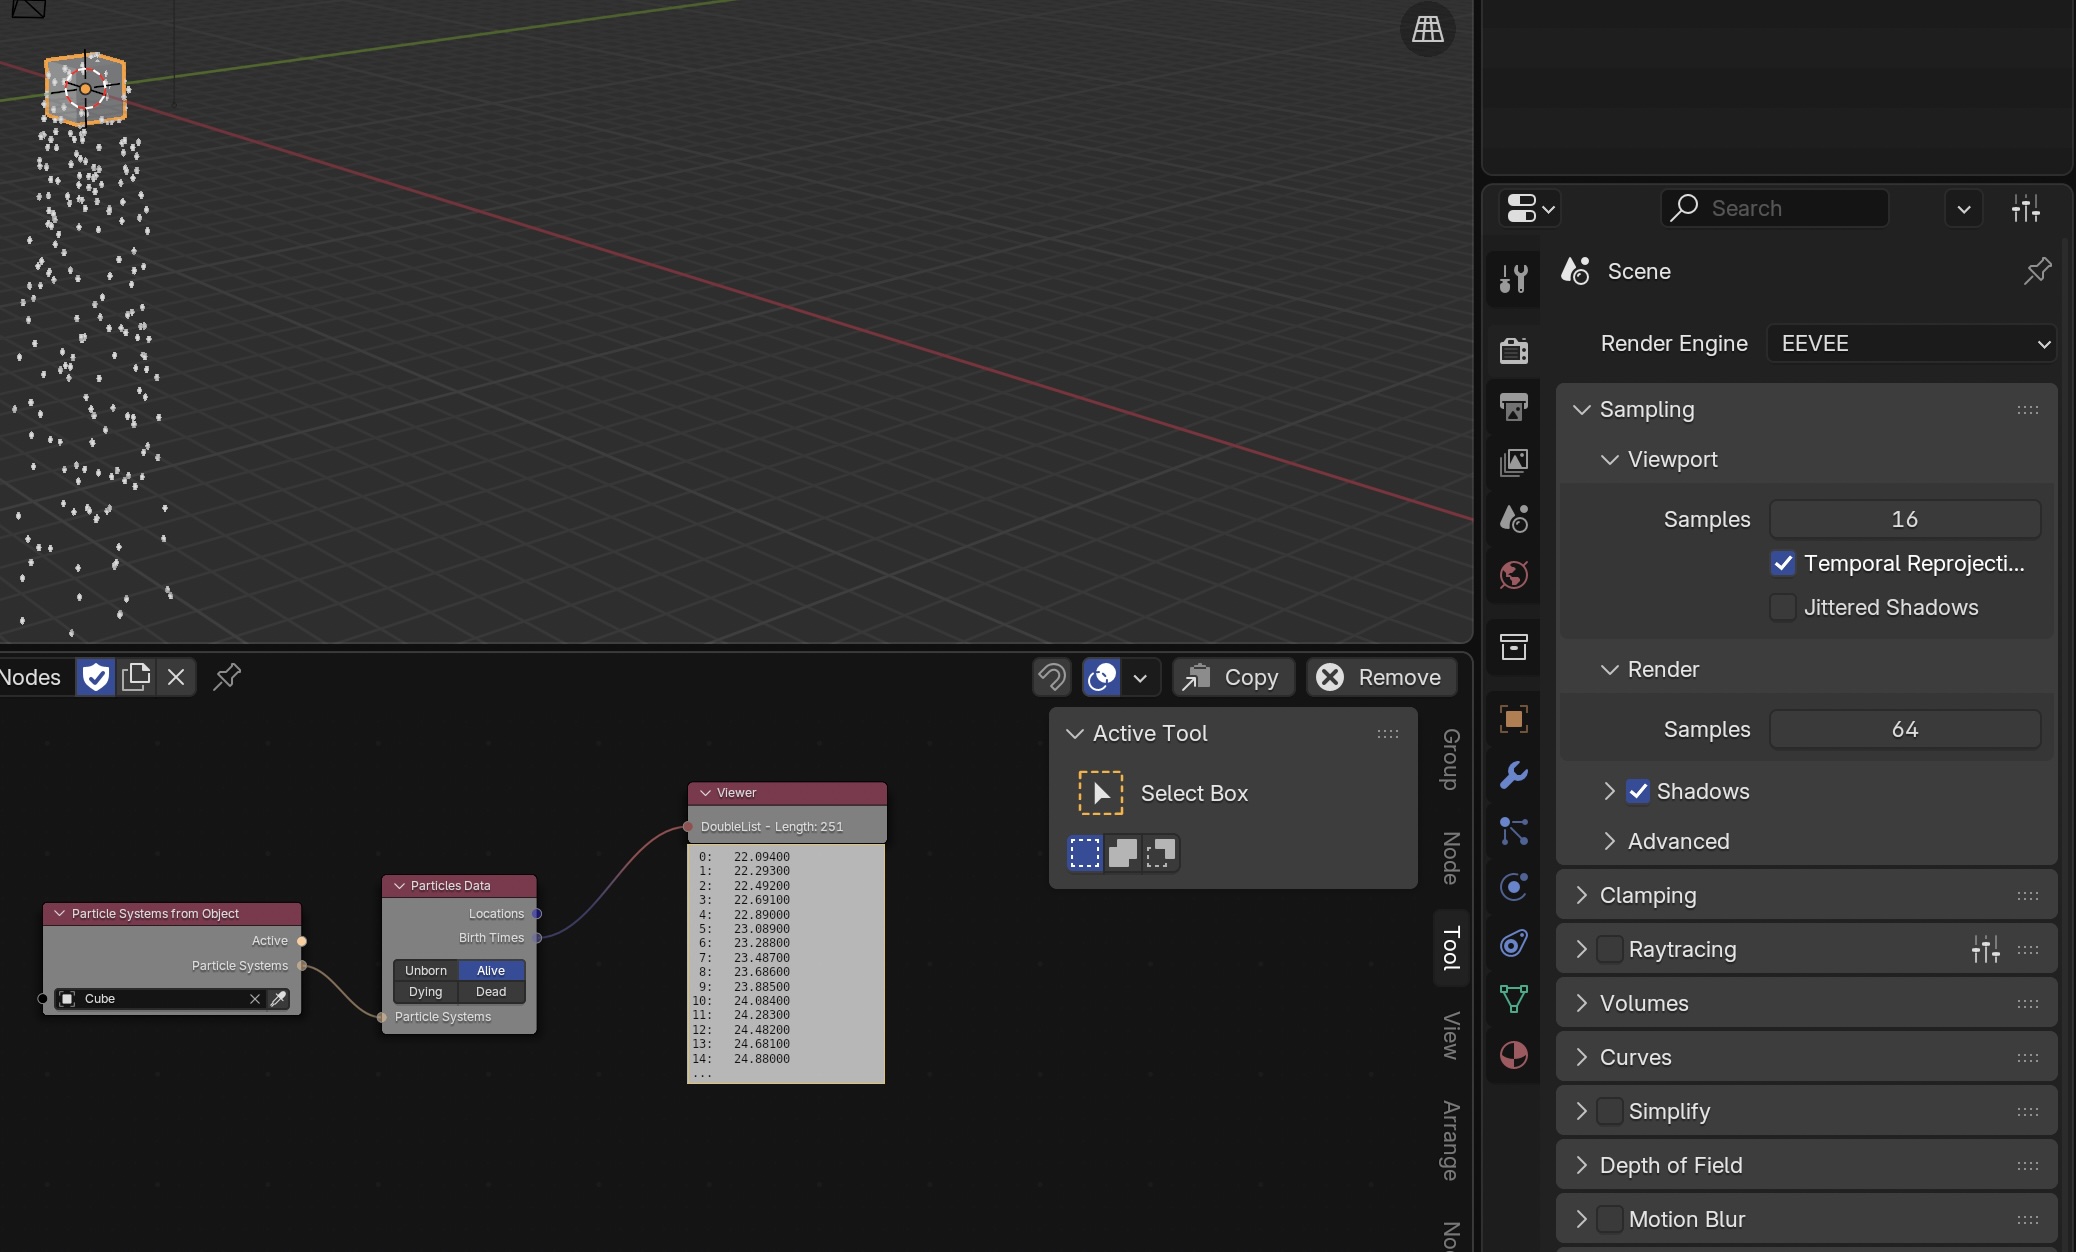 Search
Scene
Render Engine
EEVEE
Sampling
Viewport
Samples
16
Temporal Reprojecti...
Jittered Shadows
Render
Samples
64
Shadows
Advanced
Clamping
Raytracing
Volumes
Curves
Simplify
Depth of Field
Motion Blur
Nodes
Copy
Remove
Active Tool
Select Box
Group
Node
Tool
View
Arrange
Particle Systems from Object
Active
Particle Systems
Cube
Particles Data
Locations
Birth Times
Unborn Alive
Dying Dead
Particle Systems
Viewer
DoubleList - Length: 251
0: 22.09400
1: 22.29300
2: 22.49200
3: 22.69100
4: 22.89000
5: 23.08900
6: 23.28800
7: 23.48700
8: 23.68600
9: 23.88500
10: 24.08400
11: 24.28300
12: 24.48200
13: 24.68100
14: 24.88000
...